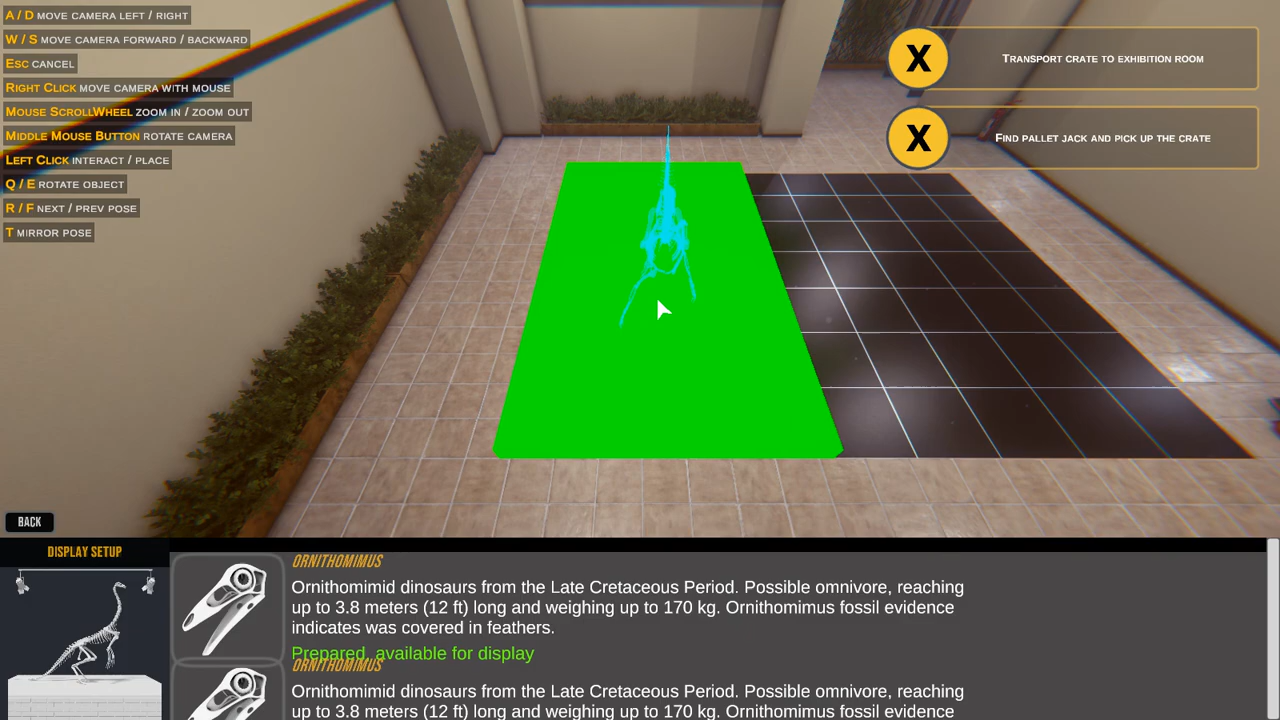 A / D MOVE CAMERA LEFT / RIGHT
W / S MOVE CAMERA FORWARD / BACKWARD
ESC CANCEL
RIGHT CLICK MOVE CAMERA WITH MOUSE
MOUSE SCROLLWHEEL ZOOM IN / ZOOM OUT
MIDDLE MOUSE BUTTON ROTATE CAMERA
LEFT CLICK INTERACT / PLACE
Q / E ROTATE OBJECT
R / F NEXT / PREV POSE
T MIRROR POSE
X TRANSPORT CRATE TO EXHIBITION ROOM
X FIND PALLET JACK AND PICK UP THE CRATE
BACK
DISPLAY SETUP
ORNITHOMIMUS
Ornithomimid dinosaurs from the Late Cretaceous Period. Possible omnivore, reaching
up to 3.8 meters (12 ft) long and weighing up to 170 kg. Ornithomimus fossil evidence
indicates was covered in feathers.
Prepared, available for display
ORNITHOMIMUS
Ornithomimid dinosaurs from the Late Cretaceous Period. Possible omnivore, reaching
up to 3.8 meters (12 ft) long and weighing up to 170 kg. Ornithomimus fossil evidence